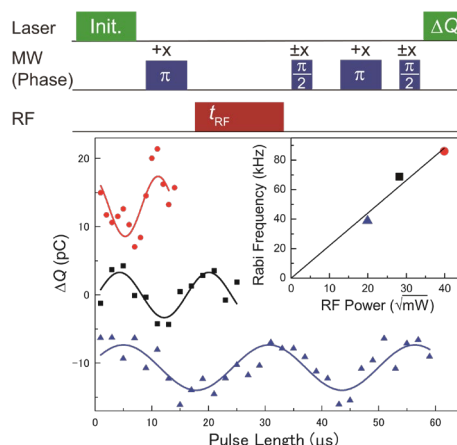 Laser Init. ΔQ
MW
(Phase)
+x ±x +x ±x
π π/2 π π/2
RF t_RF
ΔQ (pC)
20
10
0
-10
0 10 20 30 40 50 60
Pulse Length (μs)
Rabi Frequency (kHz)
80
60
40
20
0
0 10 20 30 40
RF Power (√mW)